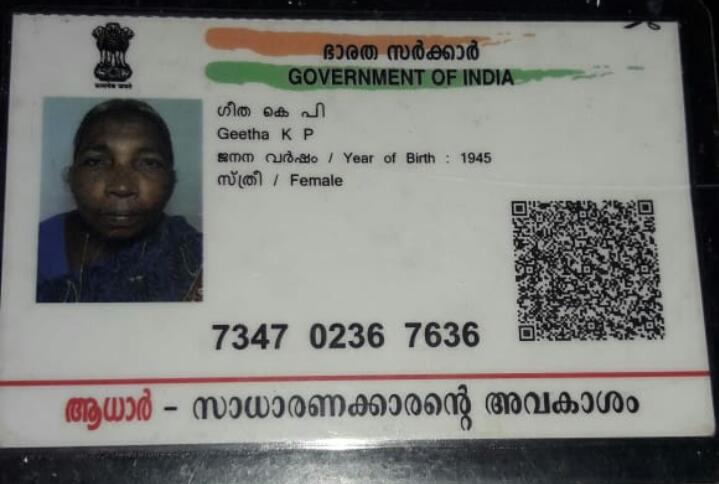 ഭാരത സർക്കാർ
GOVERNMENT OF INDIA
ഗീത കെ പി
Geetha K P
ജനന വർഷം / Year of Birth : 1945
സ്ത്രീ / Female
7347 0236 7636
ആധാർ - സാധാരണക്കാരന്റെ അവകാശം